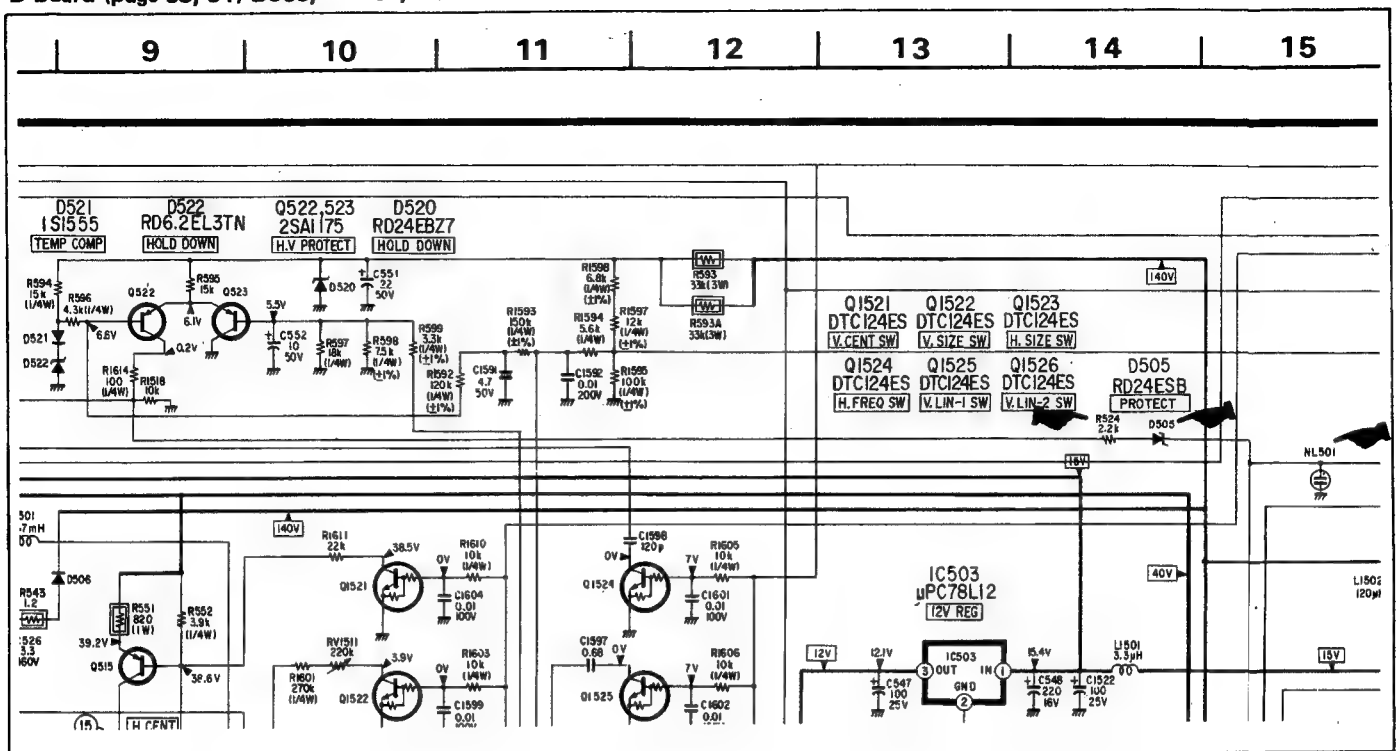 9 10 11 12 13 14 15
D521
1S1555
TEMP COMP
D522
RD6.2EL3TN
HOLD DOWN
Q522,523
2SA1175
H.V PROTECT
D520
RD24EBZ7
HOLD DOWN
R594
15k
(1/4W)
R596
4.3k(1/4W)
Q522
R595
15k
Q523
6.1V
5.5V
6.6V
0.2V
D521
D522
R1614
100
(1/4W)
R1518
10k
C552
10
50V
D520
C551
22
50V
R597
18k
(1/4W)
R598
7.5k
(1/4W)
(±1%)
R599
3.3k
(1/4W)
(±1%)
R1592
120k
(1/4W)
(±1%)
R1593
150k
(1/4W)
(±1%)
C1591
4.7
50V
R1594
5.6k
(1/4W)
C1592
0.01
200V
R1598
6.8k
(1/4W)
(±1%)
R1597
12k
(1/4W)
(±1%)
R1595
100k
(1/4W)
(±1%)
R593
33k(3W)
R593A
33k(3W)
140V
Q1521
DTC124ES
V.CENT SW
Q1522
DTC124ES
V.SIZE SW
Q1523
DTC124ES
H.SIZE SW
Q1524
DTC124ES
H.FREQ SW
Q1525
DTC124ES
V.LIN-1 SW
Q1526
DTC124ES
V.LIN-2 SW
D505
RD24ESB
PROTECT
R524
2.2k
D505
NL501
15V
140V
501
.7mH
D506
R543
1.2
C526
3.3
160V
R551
820
(1W)
R552
3.9k
(1/4W)
39.2V
Q515
38.6V
15
H.CENT
R1611
22k
38.5V
Q1521
0V
R1610
10k
(1/4W)
C1604
0.01
100V
RV1511
220k
R1601
270k
(1/4W)
3.9V
Q1522
0V
R1603
10k
(1/4W)
C1599
0.01
100V
C1598
120p
0V
Q1524
7V
R1605
10k
(1/4W)
C1601
0.01
100V
C1597
0.68
0V
Q1525
7V
R1606
10k
(1/4W)
C1602
0.01
IC503
μPC78L12
12V REG
12V
12.1V
C547
100
25V
3 OUT
IC503
IN 1
GND
2
15.4V
C548
220
16V
L1501
3.3μH
C1522
100
25V
40V
15V
L1502
120μ